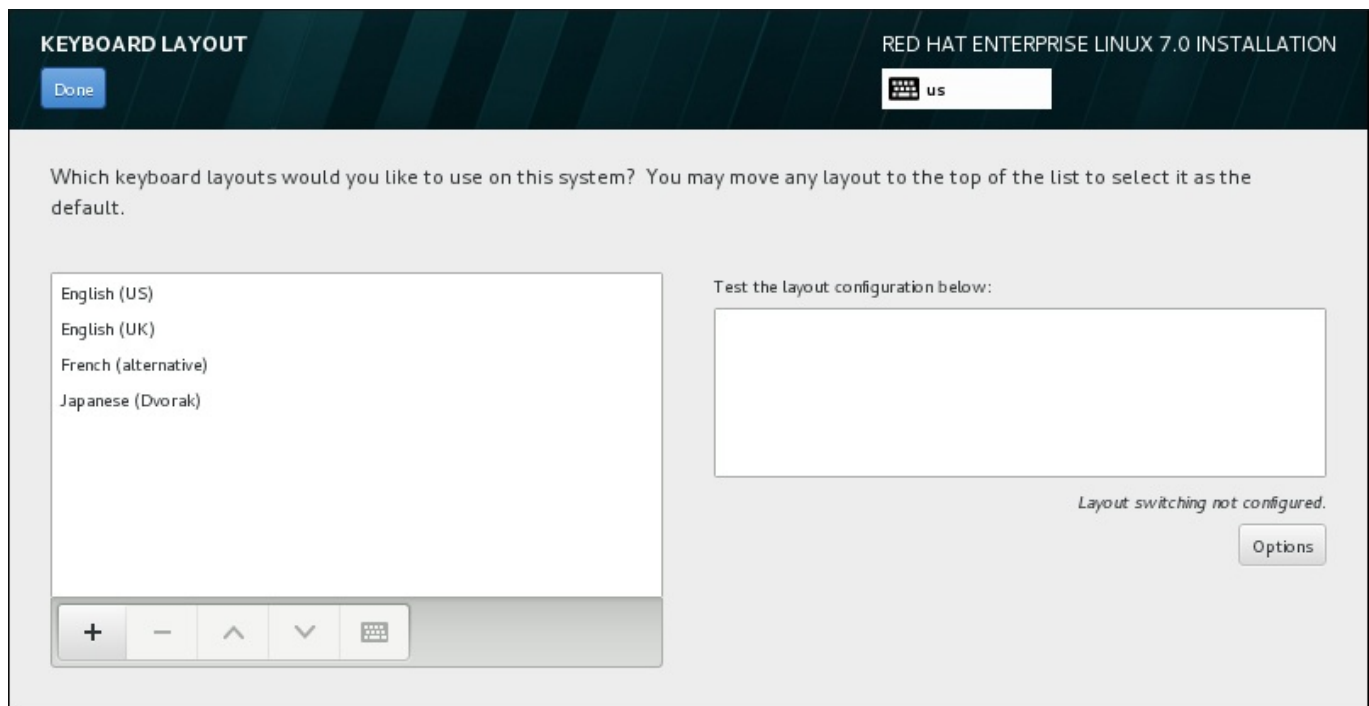 KEYBOARD LAYOUT
RED HAT ENTERPRISE LINUX 7.0 INSTALLATION
Done
us
Which keyboard layouts would you like to use on this system? You may move any layout to the top of the list to select it as the
default.
English (US)
English (UK)
French (alternative)
Japanese (Dvorak)
Test the layout configuration below:
Layout switching not configured.
Options